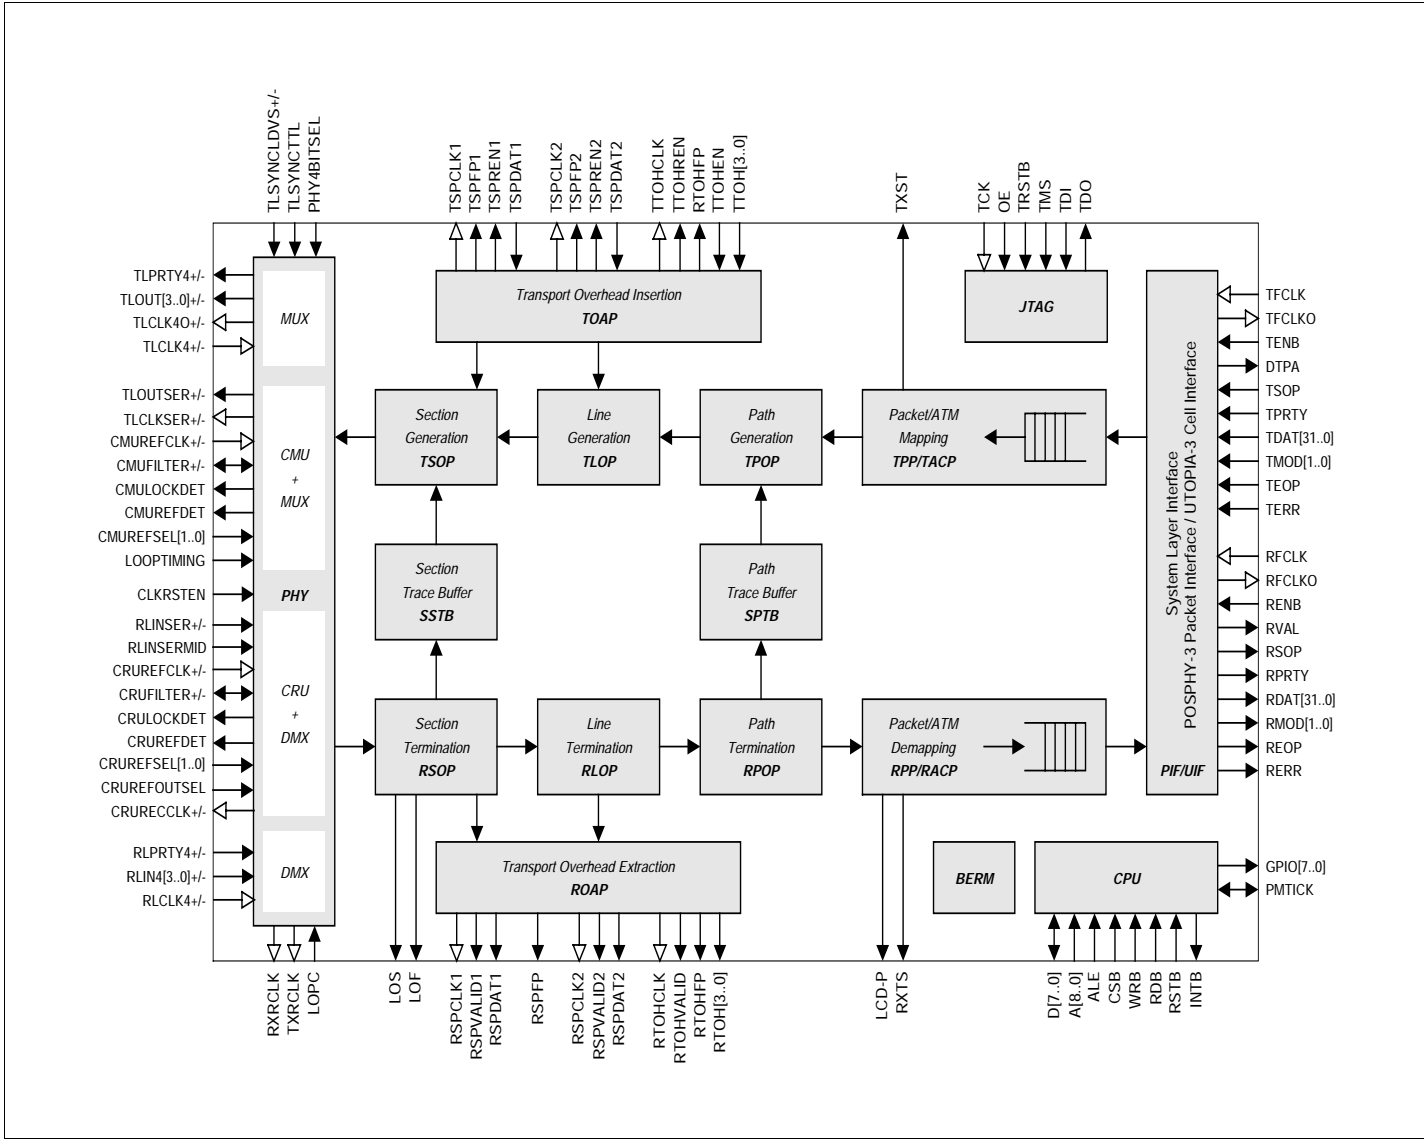 TLSYNCLDVS+/-
TLSYNCTTL
PHY4BITSEL
TSPCLK1
TSPFP1
TSPREN1
TSPDAT1
TSPCLK2
TSPFP2
TSPREN2
TSPDAT2
TTOHCLK
TTOHREN
RTOHFP
TTOHEN
TTOH[3..0]
TXST
TCK
OE
TRSTB
TMS
TDI
TDO
TLPRTY4+/-
TLOUT[3..0]+/-
TLCLK4O+/-
TLCLK4+/-
TLOUTSER+/-
TLCLKSER+/-
CMUREFCLK+/-
CMUFILTER+/-
CMULOCKDET
CMUREFDET
CMUREFSEL[1..0]
LOOPTIMING
CLKRSTEN
RLINSER+/-
RLINSERMID
CRUREFCLK+/-
CRUFILTER+/-
CRULOCKDET
CRUREFDET
CRUREFSEL[1..0]
CRUREFOUTSEL
CRURECCLK+/-
RLPRTY4+/-
RLIN4[3..0]+/-
RLCLK4+/-
MUX
CMU
+
MUX
PHY
CRU
+
DMX
DMX
Transport Overhead Insertion
TOAP
JTAG
Section
Generation
TSOP
Line
Generation
TLOP
Path
Generation
TPOP
Packet/ATM
Mapping
TPP/TACP
Section
Trace Buffer
SSTB
Path
Trace Buffer
SPTB
Section
Termination
RSOP
Line
Termination
RLOP
Path
Termination
RPOP
Packet/ATM
Demapping
RPP/RACP
Transport Overhead Extraction
ROAP
BERM
CPU
System Layer Interface
POSPHY-3 Packet Interface / UTOPIA-3 Cell Interface
PIF/UIF
TFCLK
TFCLKO
TENB
DTPA
TSOP
TPRTY
TDAT[31..0]
TMOD[1..0]
TEOP
TERR
RFCLK
RFCLKO
RENB
RVAL
RSOP
RPRTY
RDAT[31..0]
RMOD[1..0]
REOP
RERR
GPIO[7..0]
PMTICK
RXRCLK
TXRCLK
LOPC
LOS
LOF
RSPCLK1
RSPVALID1
RSPDAT1
RSPFP
RSPCLK2
RSPVALID2
RSPDAT2
RTOHCLK
RTOHVALID
RTOHFP
RTOH[3..0]
LCD-P
RXTS
D[7..0]
A[8..0]
ALE
CSB
WRB
RDB
RSTB
INTB